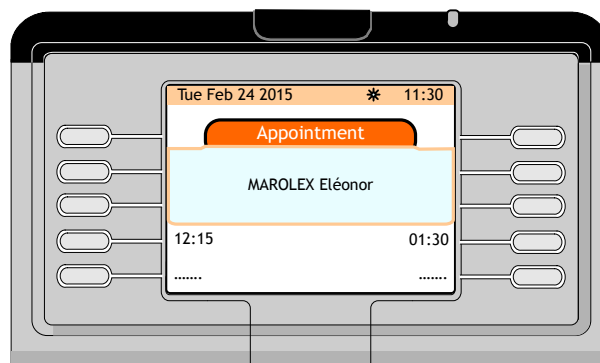 Tue Feb 24 2015 ☼ 11:30
Appointment
MAROLEX Eléonor
12:15 01:30
....... .......